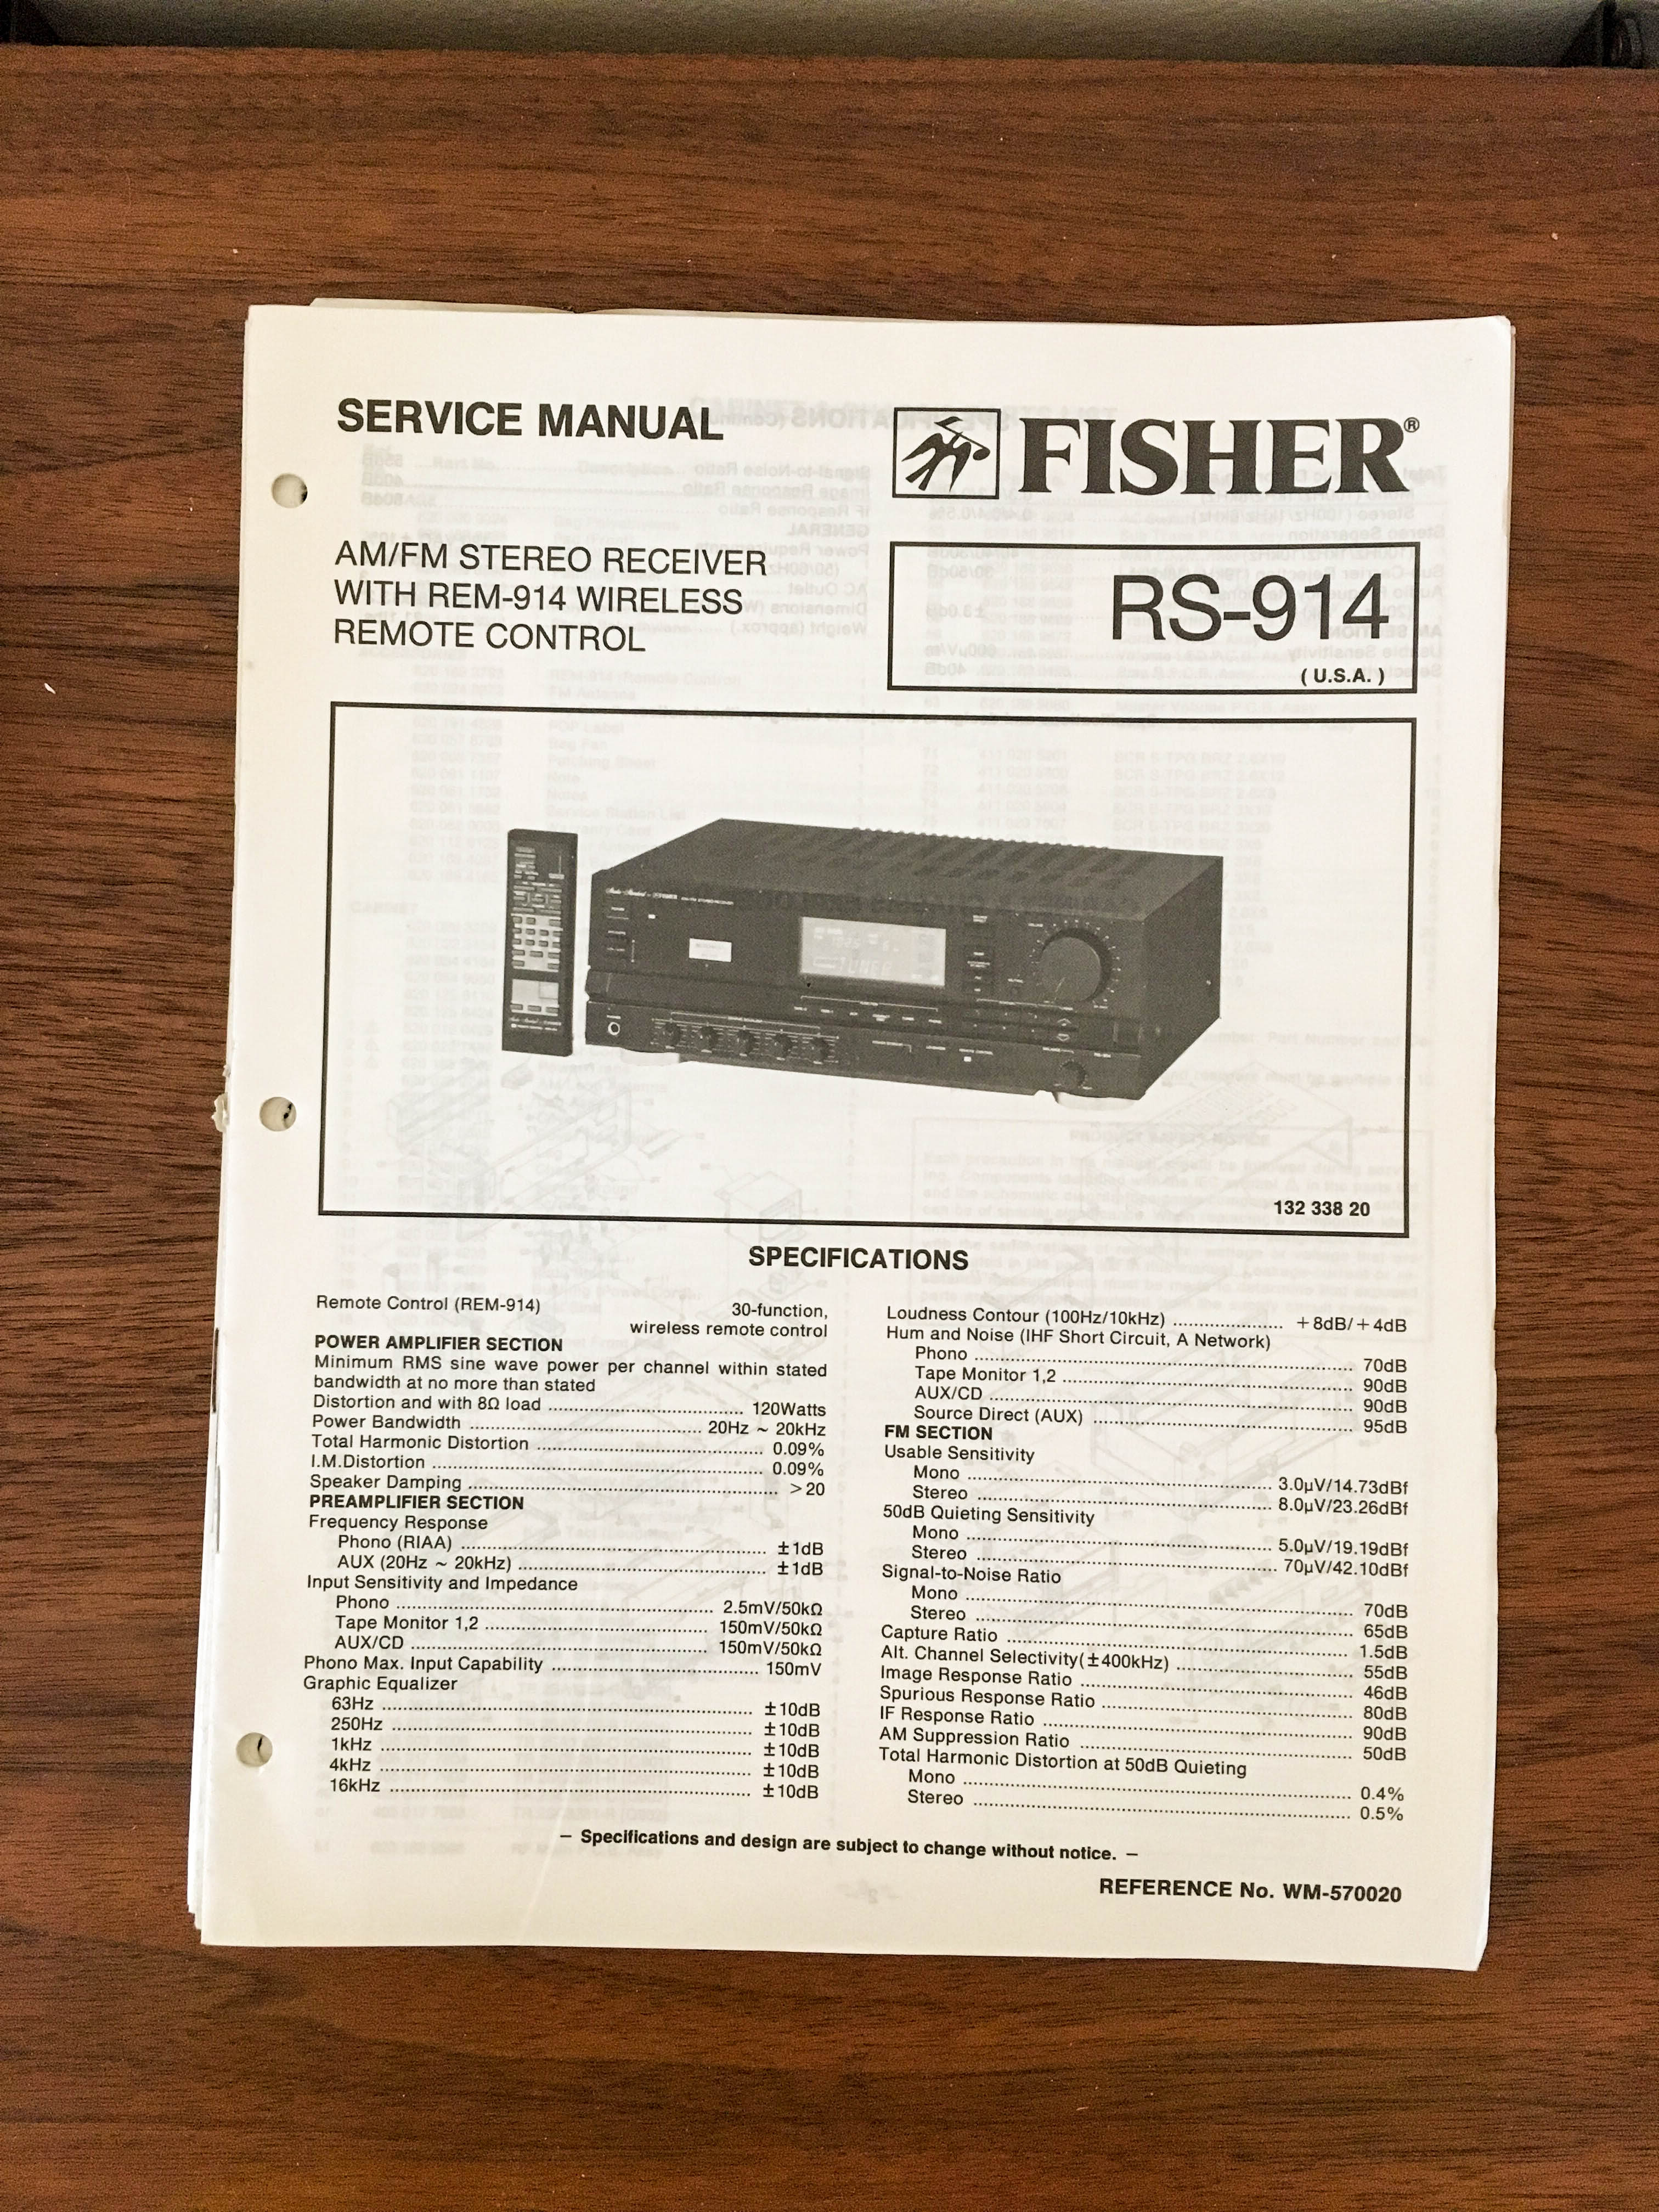 SERVICE MANUAL
FISHER®
AM/FM STEREO RECEIVER
WITH REM-914 WIRELESS
REMOTE CONTROL
RS-914
( U.S.A. )
132 338 20
SPECIFICATIONS
Remote Control (REM-914) 30-function,
wireless remote control
POWER AMPLIFIER SECTION
Minimum RMS sine wave power per channel within stated
bandwidth at no more than stated
Distortion and with 8Ω load ........ 120Watts
Power Bandwidth ........ 20Hz ~ 20kHz
Total Harmonic Distortion ........ 0.09%
I.M.Distortion ........ 0.09%
Speaker Damping ........ >20
PREAMPLIFIER SECTION
Frequency Response
Phono (RIAA) ........ ±1dB
AUX (20Hz ~ 20kHz) ........ ±1dB
Input Sensitivity and Impedance
Phono ........ 2.5mV/50kΩ
Tape Monitor 1,2 ........ 150mV/50kΩ
AUX/CD ........ 150mV/50kΩ
Phono Max. Input Capability ........ 150mV
Graphic Equalizer
63Hz ........ ±10dB
250Hz ........ ±10dB
1kHz ........ ±10dB
4kHz ........ ±10dB
16kHz ........ ±10dB
Loudness Contour (100Hz/10kHz) ........ +8dB/+4dB
Hum and Noise (IHF Short Circuit, A Network)
Phono ........ 70dB
Tape Monitor 1,2 ........ 90dB
AUX/CD ........ 90dB
Source Direct (AUX) ........ 95dB
FM SECTION
Usable Sensitivity
Mono ........ 3.0µV/14.73dBf
Stereo ........ 8.0µV/23.26dBf
50dB Quieting Sensitivity
Mono ........ 5.0µV/19.19dBf
Stereo ........ 70µV/42.10dBf
Signal-to-Noise Ratio
Mono ........ 70dB
Stereo ........ 65dB
Capture Ratio ........ 1.5dB
Alt. Channel Selectivity(±400kHz) ........ 55dB
Image Response Ratio ........ 46dB
Spurious Response Ratio ........ 80dB
IF Response Ratio ........ 90dB
AM Suppression Ratio ........ 50dB
Total Harmonic Distortion at 50dB Quieting
Mono ........ 0.4%
Stereo ........ 0.5%
– Specifications and design are subject to change without notice. –
REFERENCE No. WM-570020